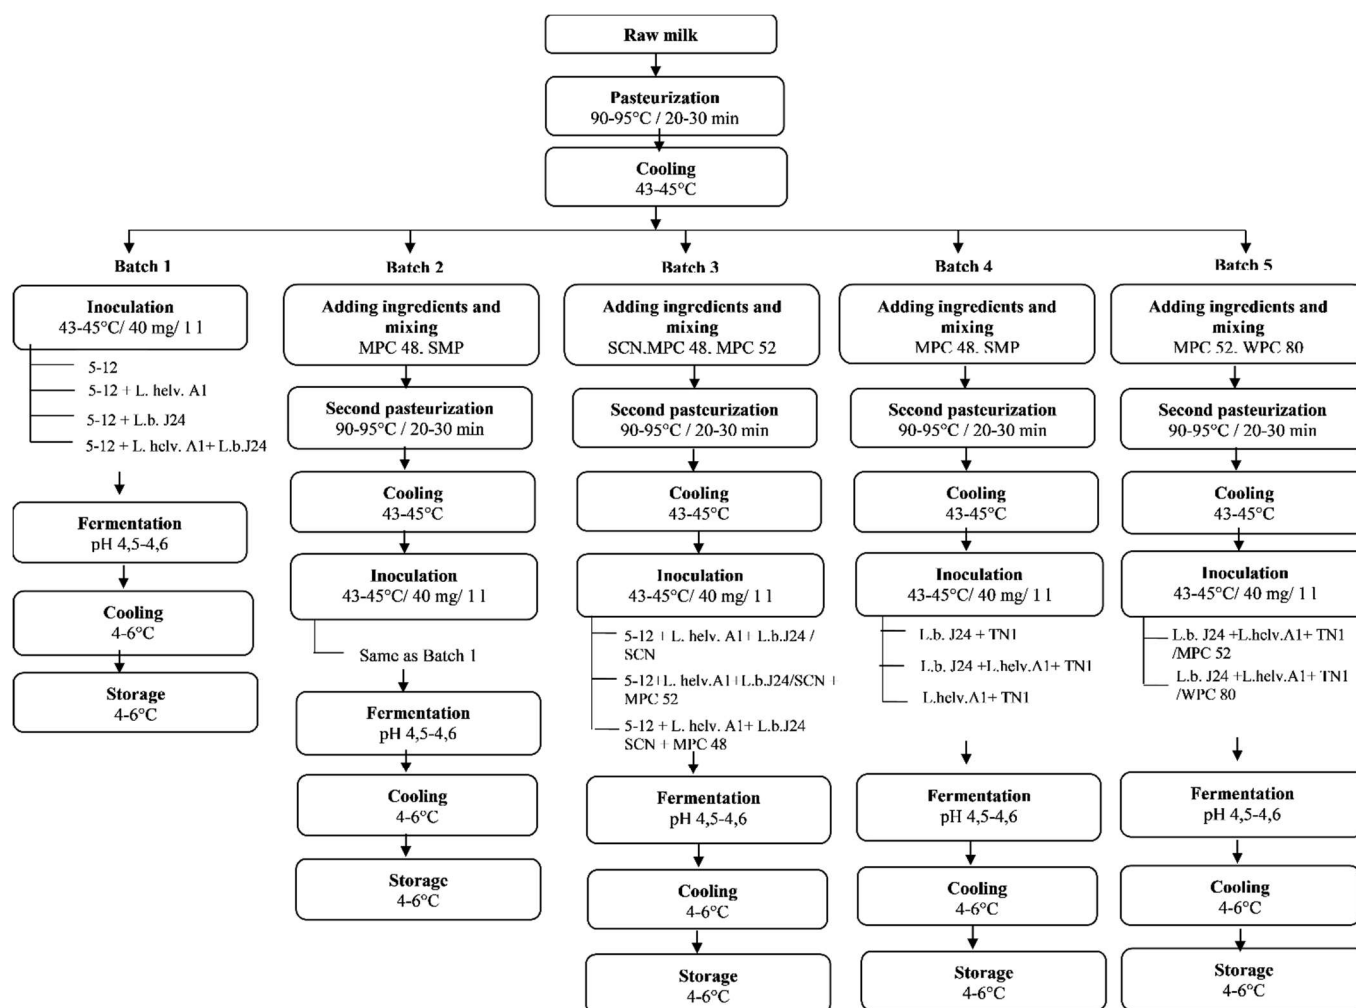 Raw milk
Pasteurization
90-95°C / 20-30 min
Cooling
43-45°C
Batch 1
Inoculation
43-45°C/ 40 mg/ 1 l
5-12
5-12 + L. helv. A1
5-12 + L.b. J24
5-12 + L. helv. A1+ L.b.J24
Fermentation
pH 4,5-4,6
Cooling
4-6°C
Storage
4-6°C
Batch 2
Adding ingredients and
mixing
MPC 48, SMP
Second pasteurization
90-95°C / 20-30 min
Cooling
43-45°C
Inoculation
43-45°C/ 40 mg/ 1 l
Same as Batch 1
Fermentation
pH 4,5-4,6
Cooling
4-6°C
Storage
4-6°C
Batch 3
Adding ingredients and
mixing
SCN,MPC 48, MPC 52
Second pasteurization
90-95°C / 20-30 min
Cooling
43-45°C
Inoculation
43-45°C/ 40 mg/ 1 l
5-12 + L. helv. A1+ L.b.J24 /
SCN
5-12+L. helv.A1+L.b.J24/SCN +
MPC 52
5-12 + L. helv. A1+ L.b.J24
SCN + MPC 48
Fermentation
pH 4,5-4,6
Cooling
4-6°C
Storage
4-6°C
Batch 4
Adding ingredients and
mixing
MPC 48, SMP
Second pasteurization
90-95°C / 20-30 min
Cooling
43-45°C
Inoculation
43-45°C/ 40 mg/ 1 l
L.b. J24 + TN1
L.b. J24 +L.helv.A1+ TN1
L.helv.A1+ TN1
Fermentation
pH 4,5-4,6
Cooling
4-6°C
Storage
4-6°C
Batch 5
Adding ingredients and
mixing
MPC 52, WPC 80
Second pasteurization
90-95°C / 20-30 min
Cooling
43-45°C
Inoculation
43-45°C/ 40 mg/ 1 l
L.b. J24 +L.helv.A1+ TN1
/MPC 52
L.b. J24 +L.helv.A1+ TN1
/WPC 80
Fermentation
pH 4,5-4,6
Cooling
4-6°C
Storage
4-6°C